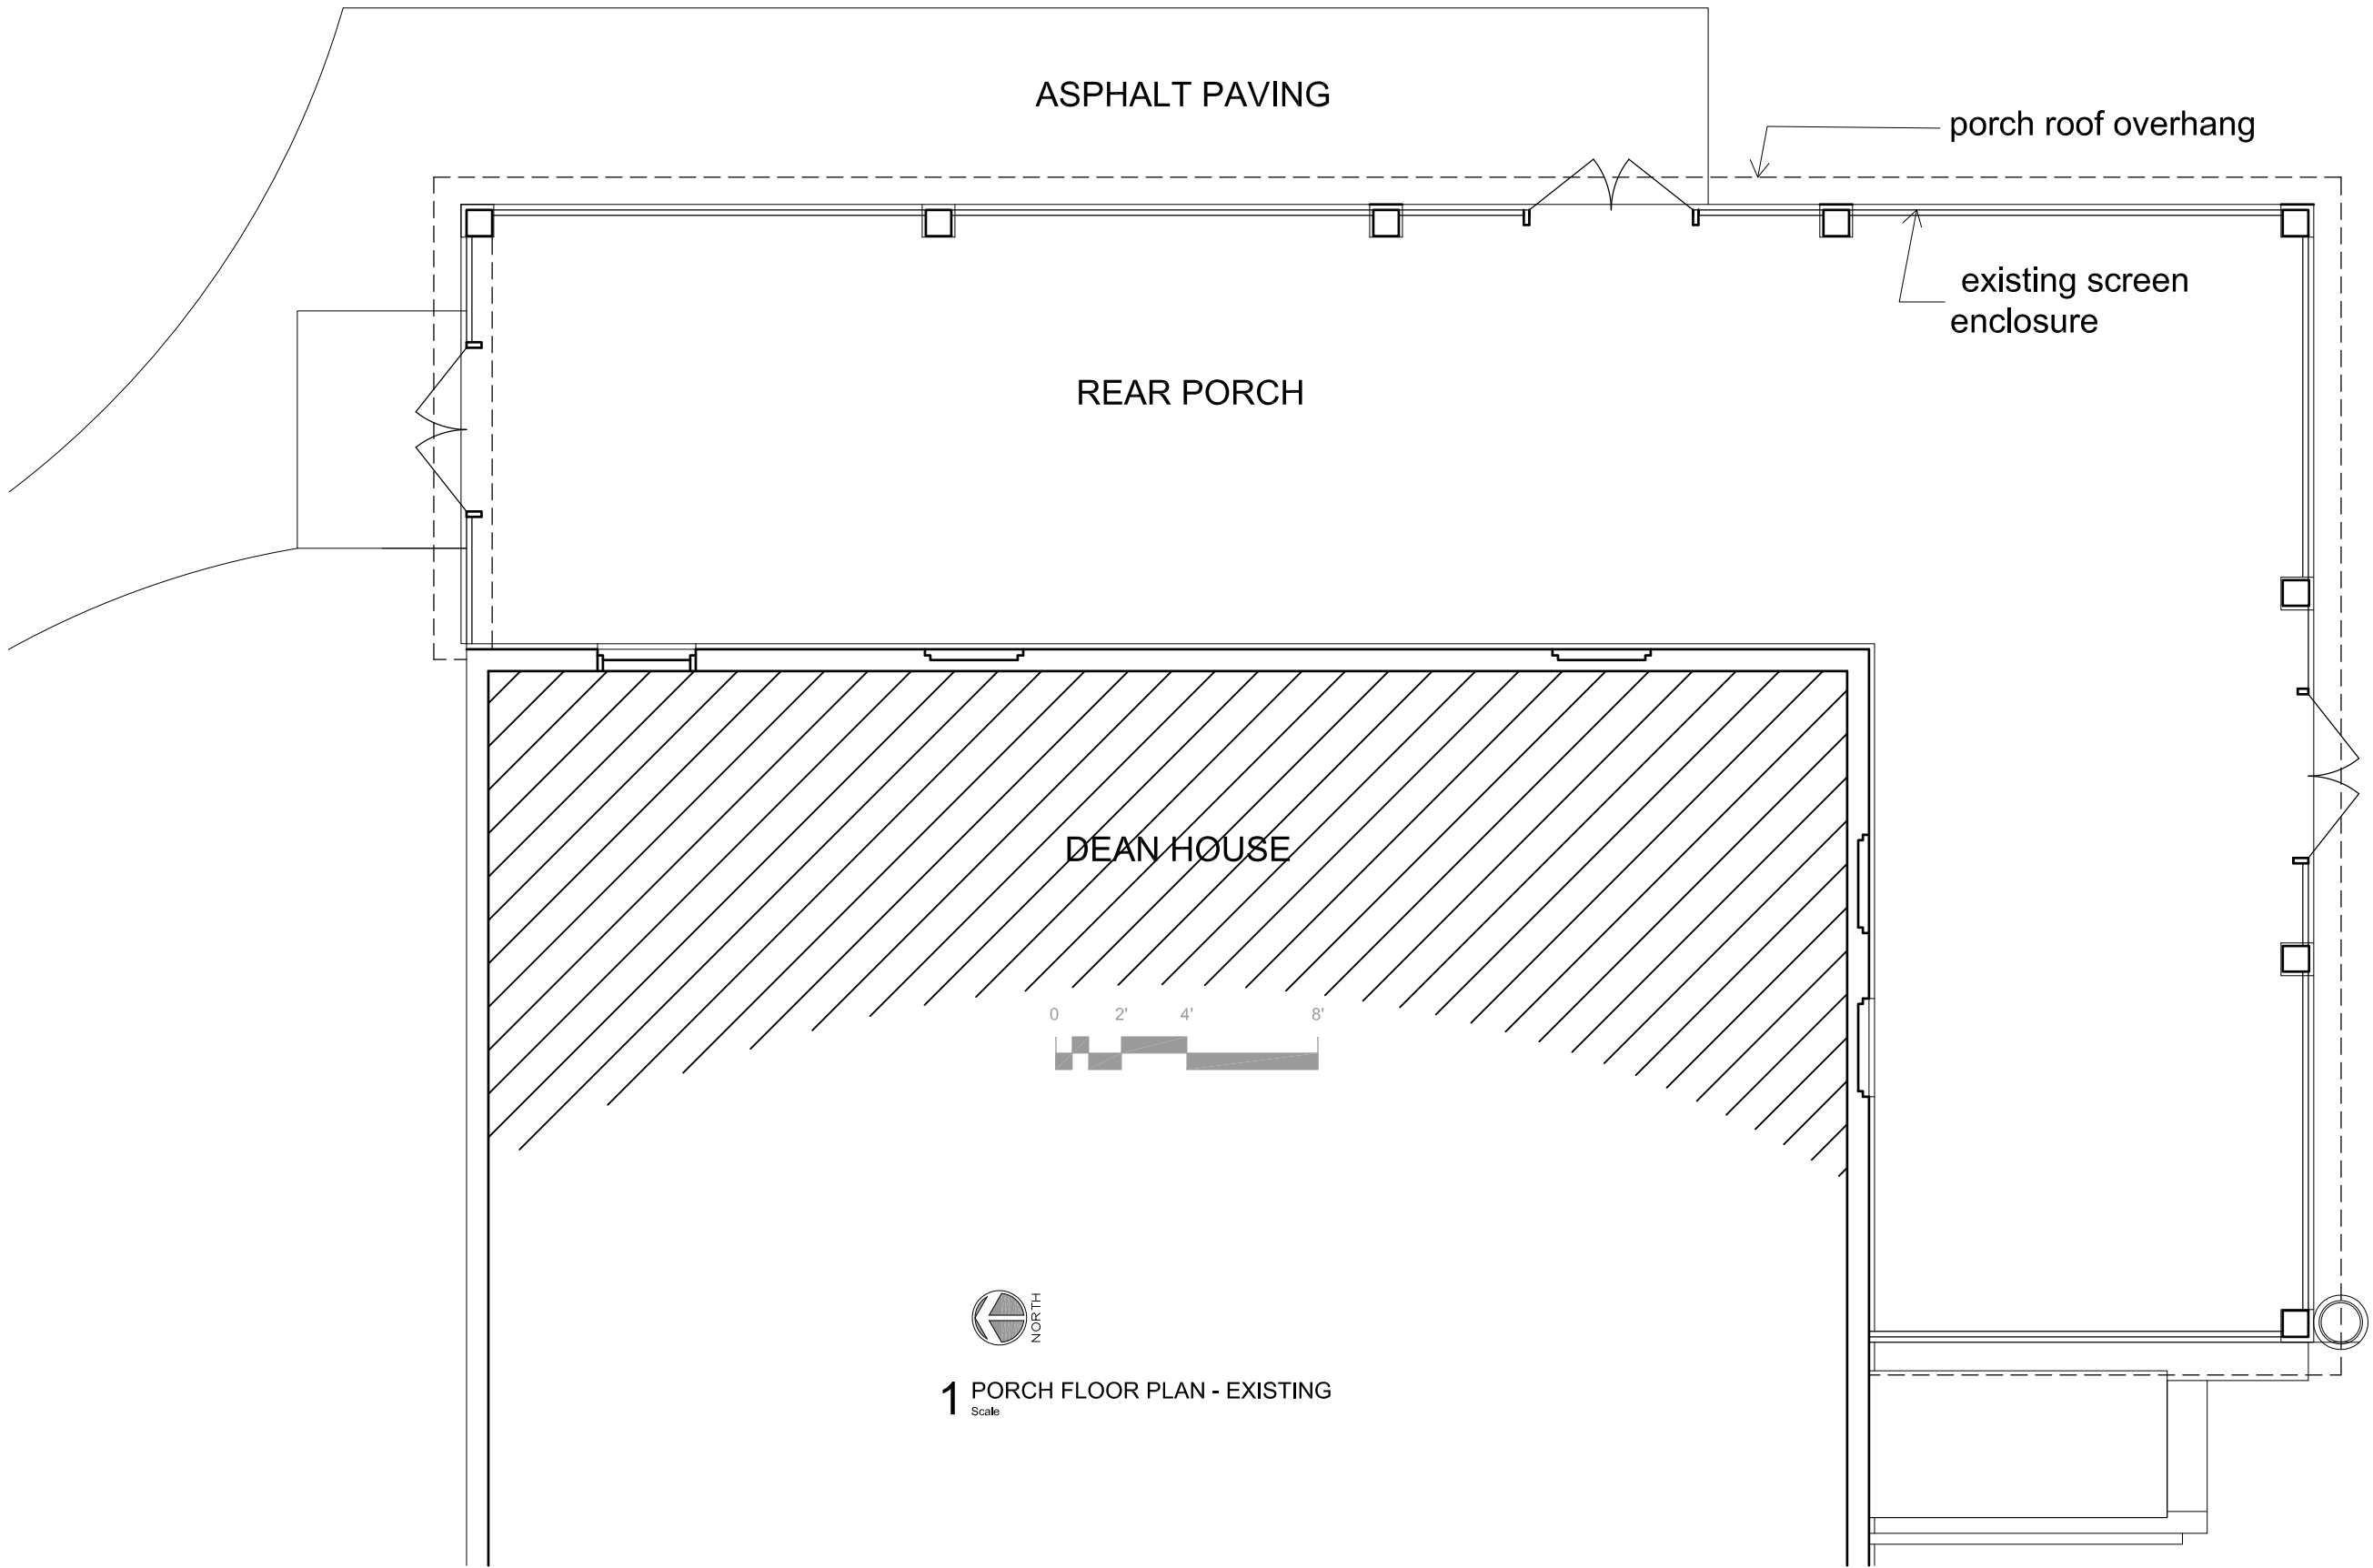 ASPHALT PAVING
porch roof overhang
existing screen
enclosure
REAR PORCH
DEAN HOUSE
0 2' 4' 8'
NORTH
1 PORCH FLOOR PLAN - EXISTING
Scale